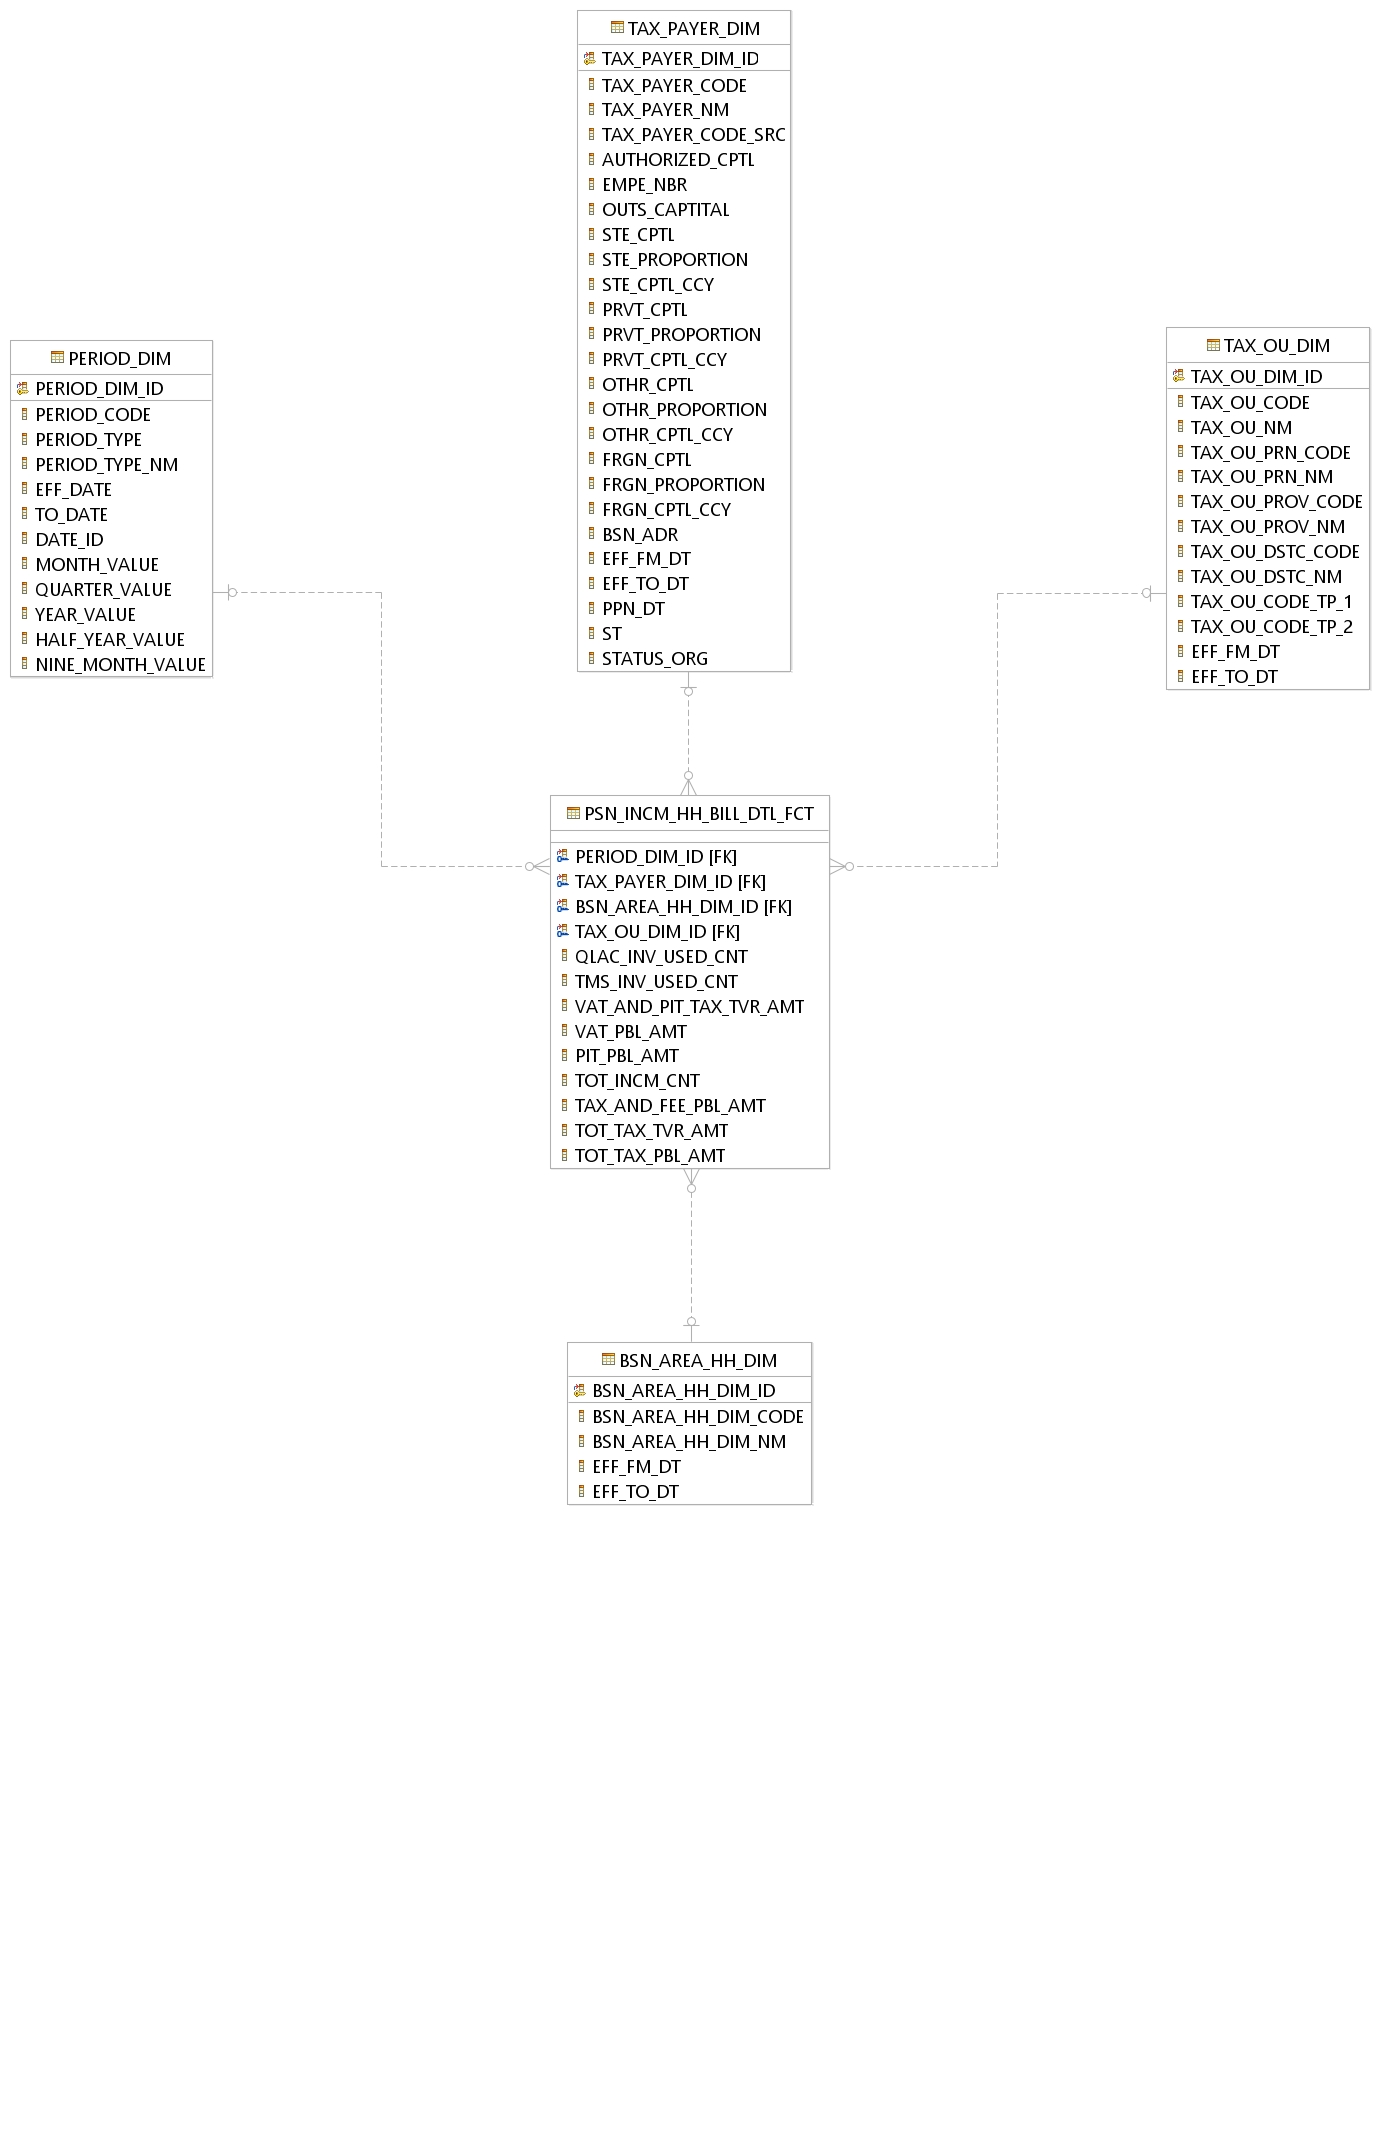 TAX_PAYER_DIM
TAX_PAYER_DIM_ID
TAX_PAYER_CODE
TAX_PAYER_NM
TAX_PAYER_CODE_SRC
AUTHORIZED_CPTL
EMPE_NBR
OUTS_CAPTITAL
STE_CPTL
STE_PROPORTION
STE_CPTL_CCY
PRVT_CPTL
PRVT_PROPORTION
PRVT_CPTL_CCY
OTHR_CPTL
OTHR_PROPORTION
OTHR_CPTL_CCY
FRGN_CPTL
FRGN_PROPORTION
FRGN_CPTL_CCY
BSN_ADR
EFF_FM_DT
EFF_TO_DT
PPN_DT
ST
STATUS_ORG
PERIOD_DIM
PERIOD_DIM_ID
PERIOD_CODE
PERIOD_TYPE
PERIOD_TYPE_NM
EFF_DATE
TO_DATE
DATE_ID
MONTH_VALUE
QUARTER_VALUE
YEAR_VALUE
HALF_YEAR_VALUE
NINE_MONTH_VALUE
TAX_OU_DIM
TAX_OU_DIM_ID
TAX_OU_CODE
TAX_OU_NM
TAX_OU_PRN_CODE
TAX_OU_PRN_NM
TAX_OU_PROV_CODE
TAX_OU_PROV_NM
TAX_OU_DSTC_CODE
TAX_OU_DSTC_NM
TAX_OU_CODE_TP_1
TAX_OU_CODE_TP_2
EFF_FM_DT
EFF_TO_DT
PSN_INCM_HH_BILL_DTL_FCT
PERIOD_DIM_ID [FK]
TAX_PAYER_DIM_ID [FK]
BSN_AREA_HH_DIM_ID [FK]
TAX_OU_DIM_ID [FK]
QLAC_INV_USED_CNT
TMS_INV_USED_CNT
VAT_AND_PIT_TAX_TVR_AMT
VAT_PBL_AMT
PIT_PBL_AMT
TOT_INCM_CNT
TAX_AND_FEE_PBL_AMT
TOT_TAX_TVR_AMT
TOT_TAX_PBL_AMT
BSN_AREA_HH_DIM
BSN_AREA_HH_DIM_ID
BSN_AREA_HH_DIM_CODE
BSN_AREA_HH_DIM_NM
EFF_FM_DT
EFF_TO_DT